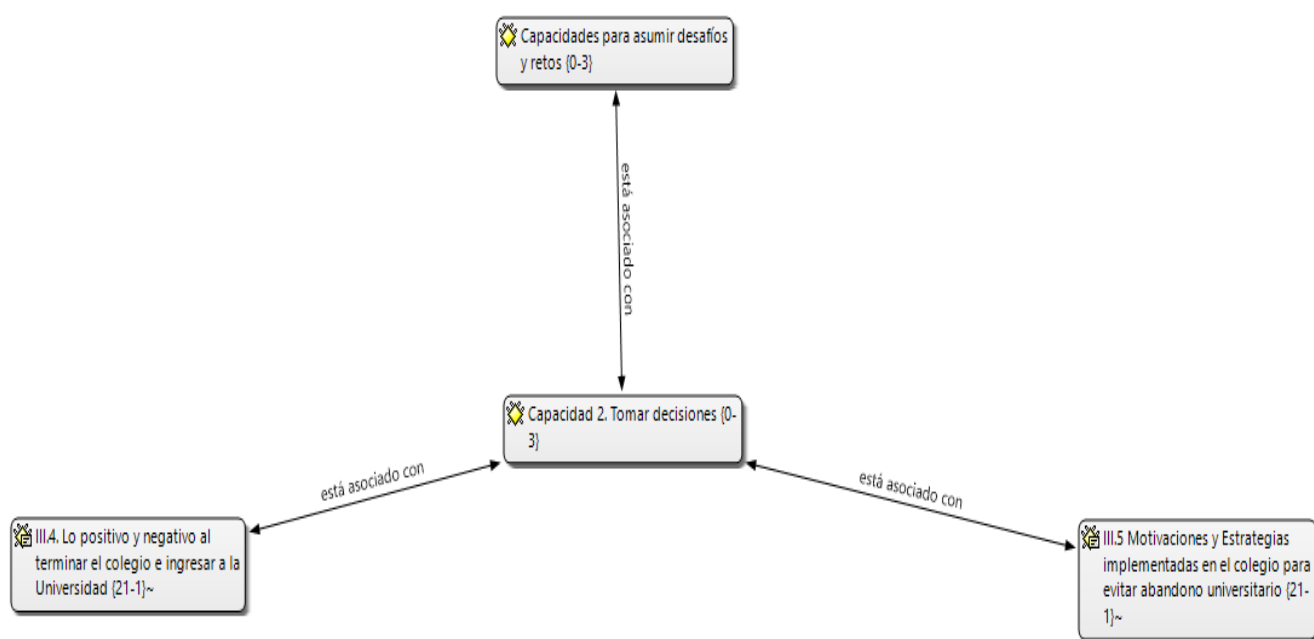 Capacidades para asumir desafíos
y retos {0-3}
está asociado con
Capacidad 2. Tomar decisiones {0-
3}
está asociado con
está asociado con
III.4. Lo positivo y negativo al
terminar el colegio e ingresar a la
Universidad {21-1}~
III.5 Motivaciones y Estrategias
implementadas en el colegio para
evitar abandono universitario {21-
1}~